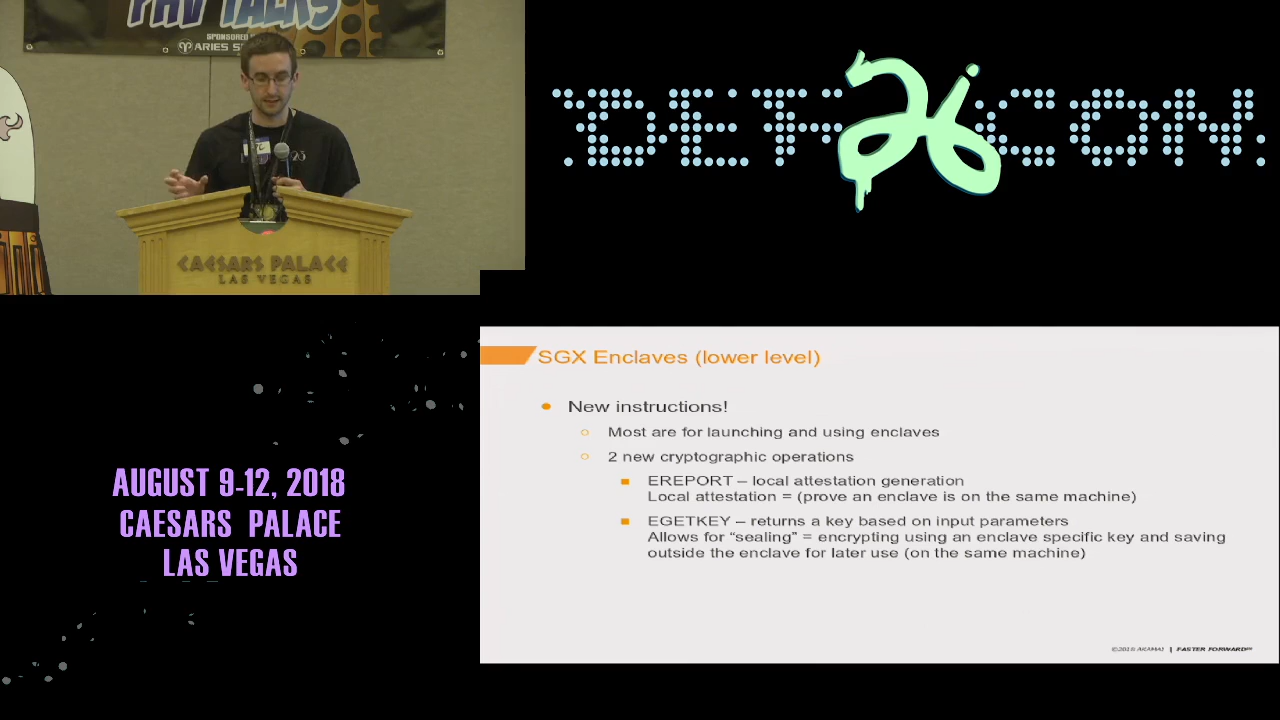 PHV TALKS
SPONSORED
ARIES
CAESARS PALACE
LAS VEGAS
DEF CON
26
AUGUST 9-12, 2018
CAESARS PALACE
LAS VEGAS
SGX Enclaves (lower level)
New instructions!
Most are for launching and using enclaves
2 new cryptographic operations
EREPORT – local attestation generation
Local attestation = (prove an enclave is on the same machine)
EGETKEY – returns a key based on input parameters
Allows for “sealing” = encrypting using an enclave specific key and saving
outside the enclave for later use (on the same machine)
©2018 AKAMAI | FASTER FORWARD